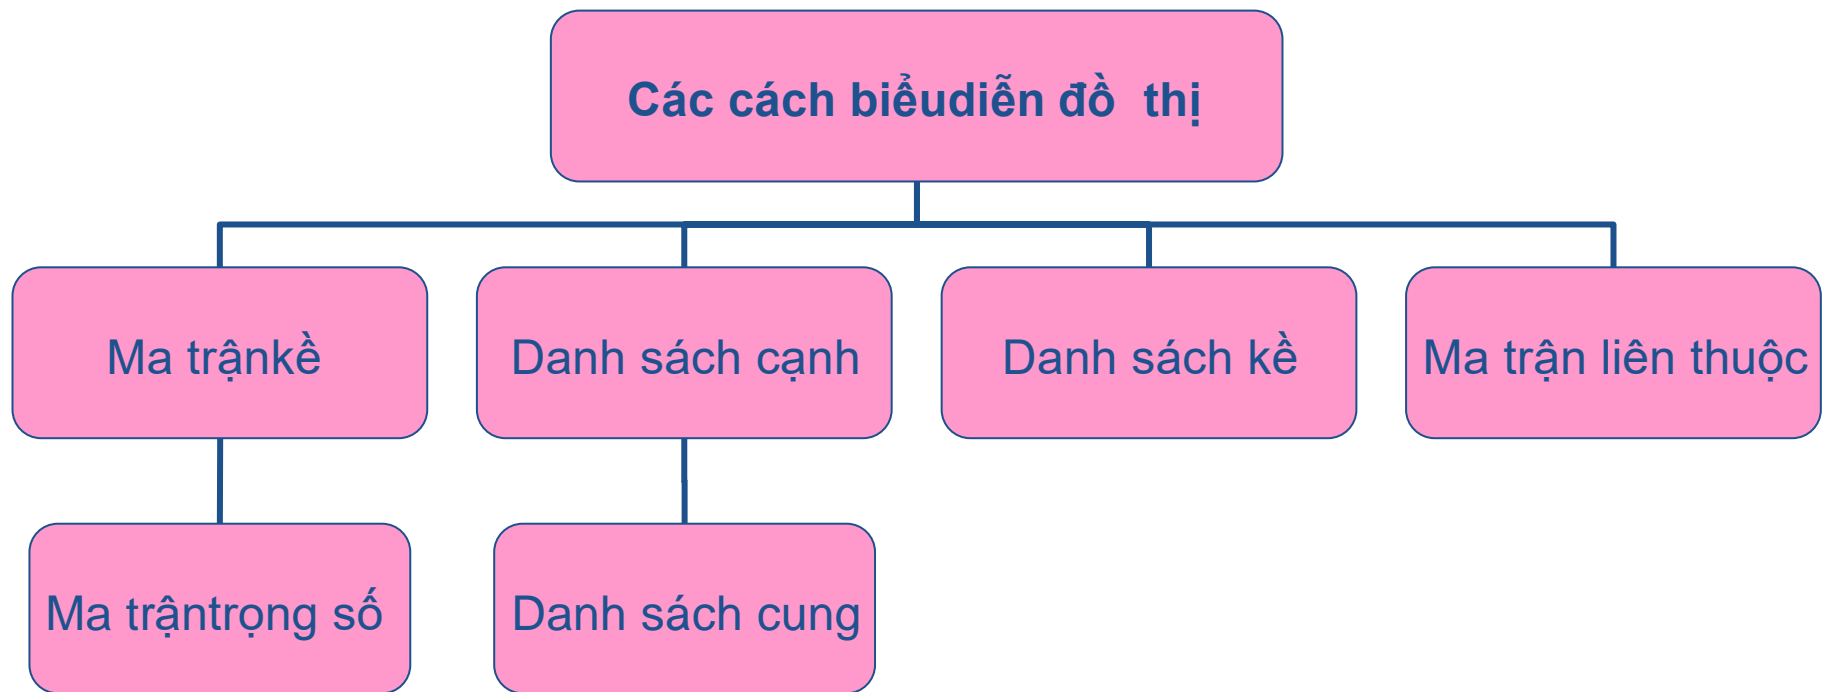 Các cách biểudiễn đồ  thị
Ma trậnkề
Danh sách cạnh
Danh sách kề
Ma trận liên thuộc
Ma trậntrọng số
Danh sách cung